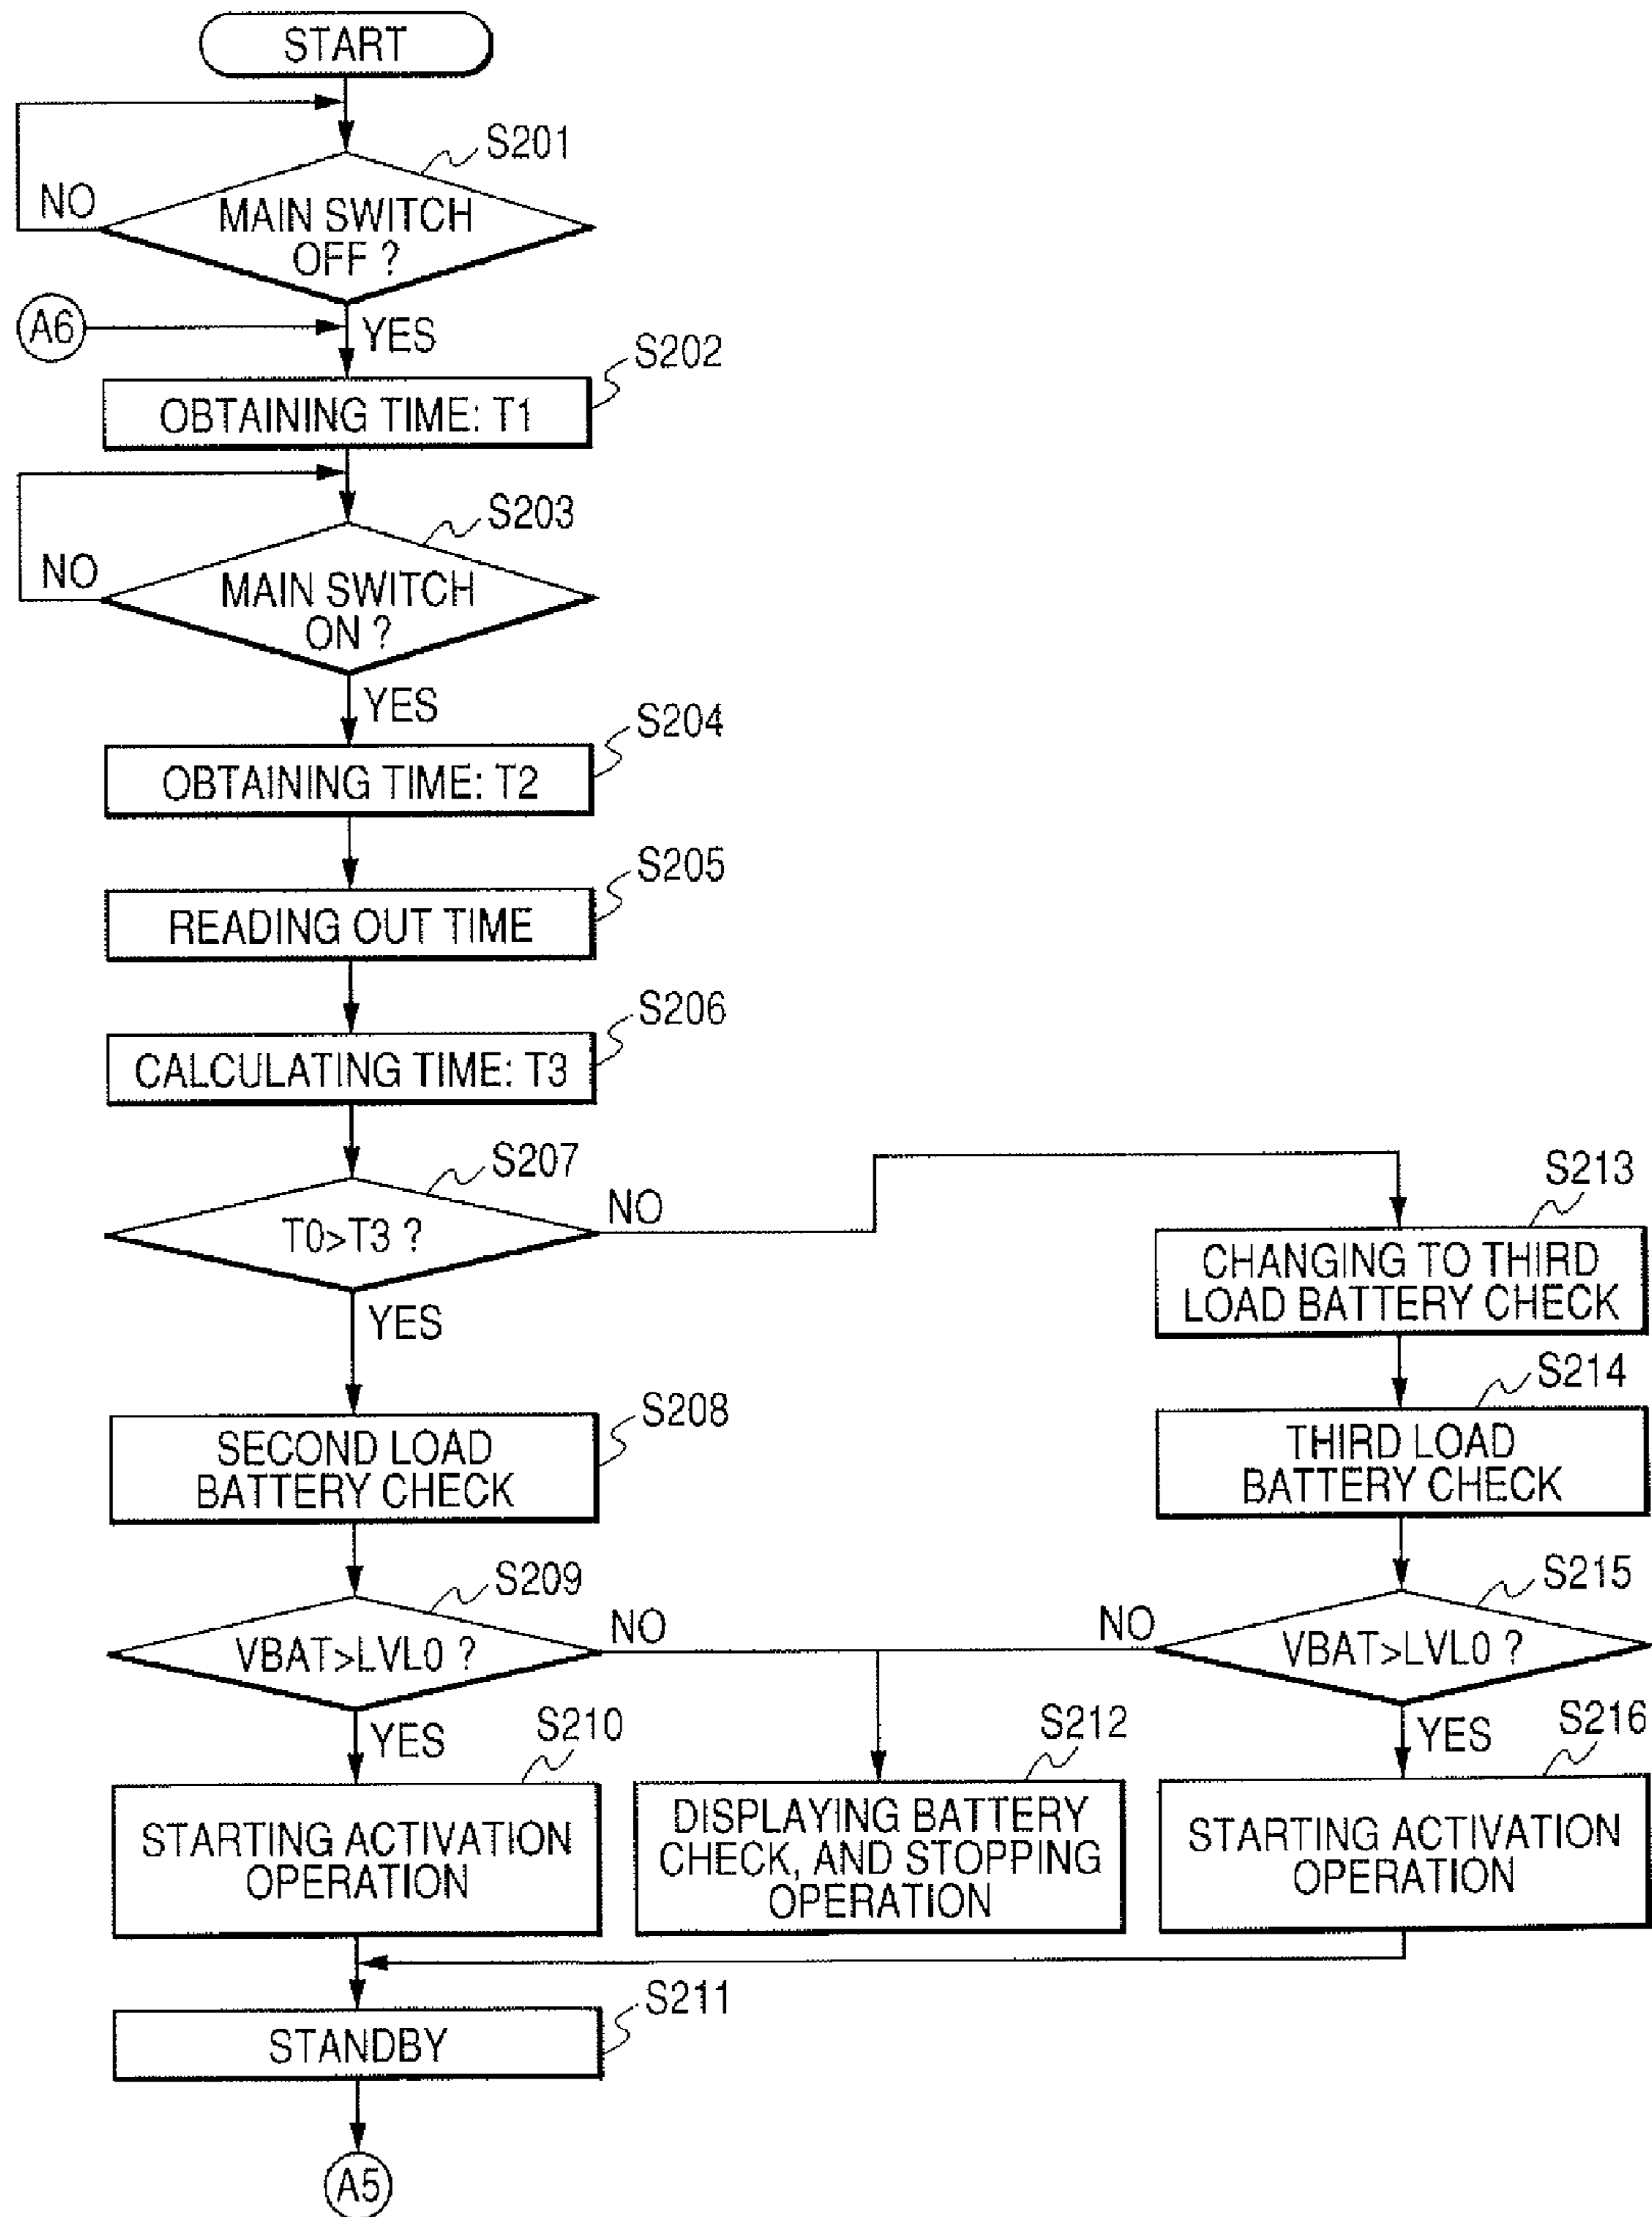 START
S201
NO
MAIN SWITCH
OFF ?
A6
YES
S202
OBTAINING TIME: T1
S203
NO
MAIN SWITCH
ON ?
YES
S204
OBTAINING TIME: T2
S205
READING OUT TIME
S206
CALCULATING TIME: T3
S207
T0>T3 ?
NO
YES
S213
CHANGING TO THIRD
LOAD BATTERY CHECK
S208
SECOND LOAD
BATTERY CHECK
S214
THIRD LOAD
BATTERY CHECK
S209
VBAT>LVL0 ?
NO
NO
S215
VBAT>LVL0 ?
YES
S210
STARTING ACTIVATION
OPERATION
S212
DISPLAYING BATTERY
CHECK, AND STOPPING
OPERATION
YES
S216
STARTING ACTIVATION
OPERATION
S211
STANDBY
A5